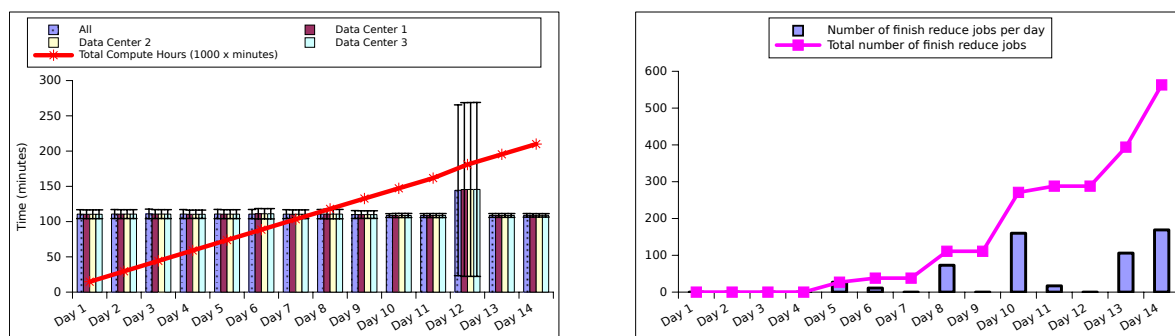 All
Data Center 1
Data Center 2
Data Center 3
Total Compute Hours (1000 x minutes)
300
250
200
150
100
50
0
Time (minutes)
Day 1
Day 2
Day 3
Day 4
Day 5
Day 6
Day 7
Day 8
Day 9
Day 10
Day 11
Day 12
Day 13
Day 14
Number of finish reduce jobs per day
Total number of finish reduce jobs
600
500
400
300
200
100
0
Day 1
Day 2
Day 3
Day 4
Day 5
Day 6
Day 7
Day 8
Day 9
Day 10
Day 11
Day 12
Day 13
Day 14